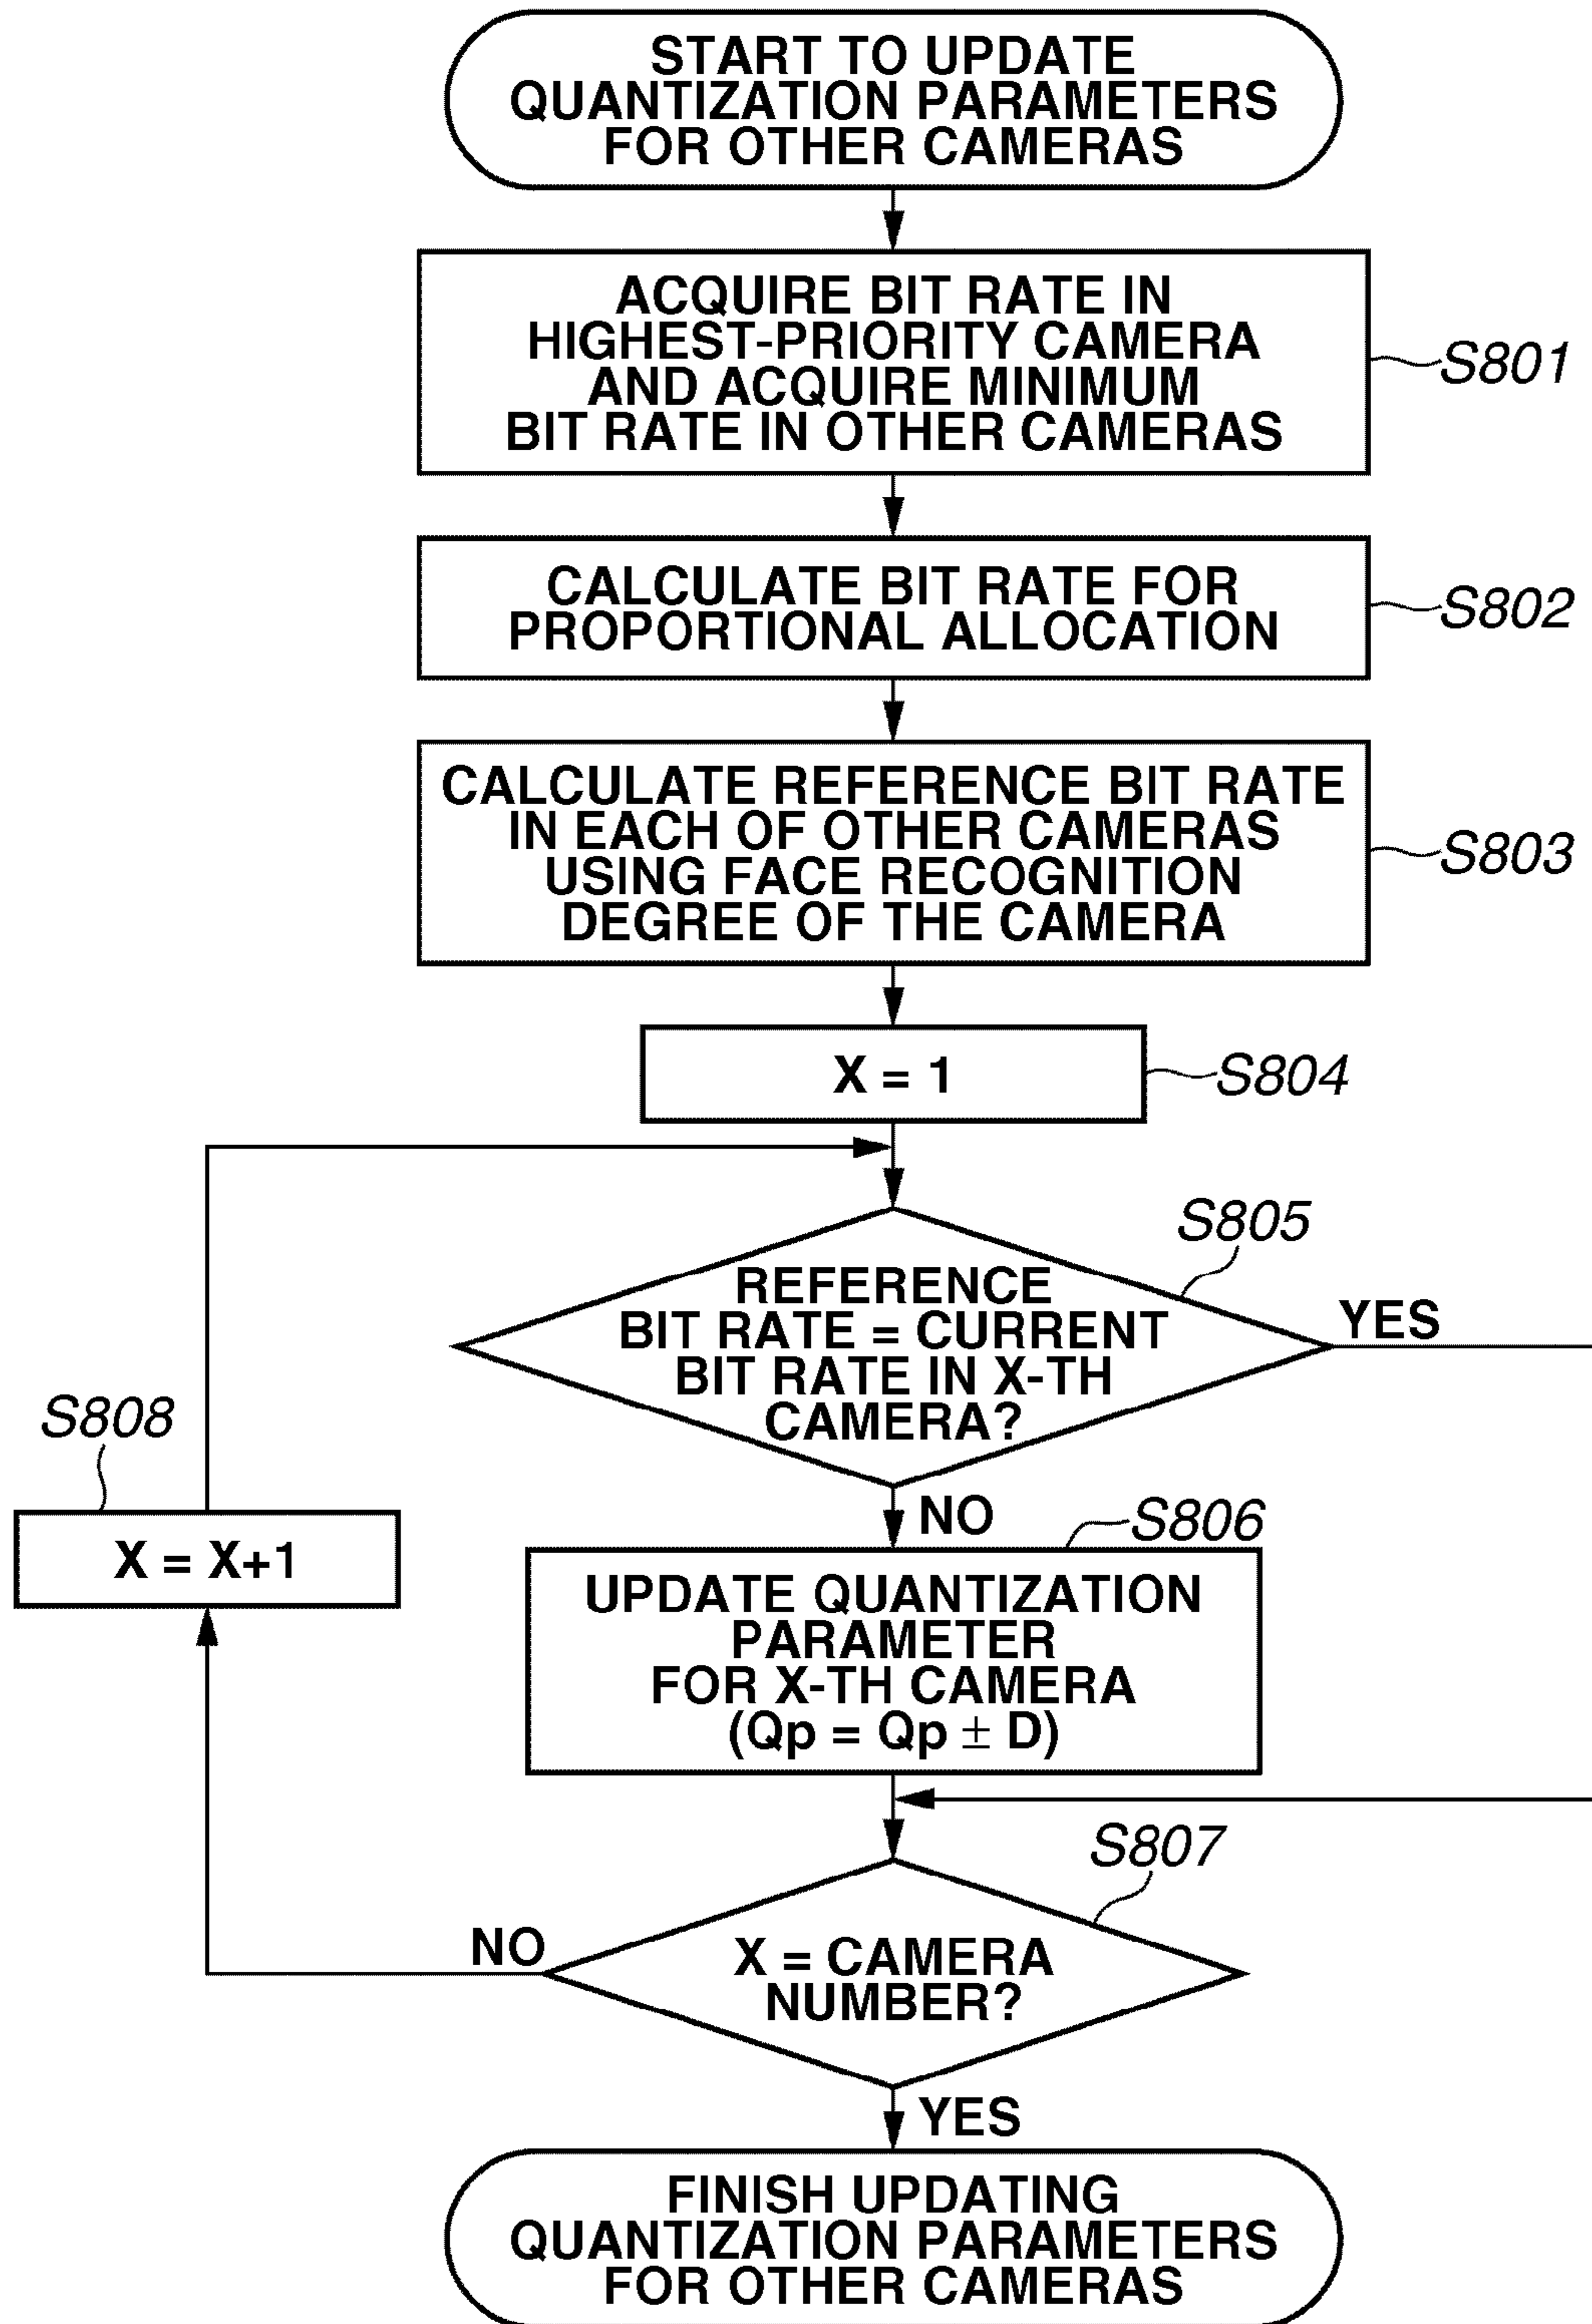 START TO UPDATE
QUANTIZATION PARAMETERS
FOR OTHER CAMERAS
ACQUIRE BIT RATE IN
HIGHEST-PRIORITY CAMERA
AND ACQUIRE MINIMUM
BIT RATE IN OTHER CAMERAS
S801
CALCULATE BIT RATE FOR
PROPORTIONAL ALLOCATION
S802
CALCULATE REFERENCE BIT RATE
IN EACH OF OTHER CAMERAS
USING FACE RECOGNITION
DEGREE OF THE CAMERA
S803
X = 1
S804
S805
REFERENCE
BIT RATE = CURRENT
BIT RATE IN X-TH
CAMERA?
YES
NO
S808
X = X+1
S806
UPDATE QUANTIZATION
PARAMETER
FOR X-TH CAMERA
(Qp = Qp ± D)
S807
X = CAMERA
NUMBER?
NO
YES
FINISH UPDATING
QUANTIZATION PARAMETERS
FOR OTHER CAMERAS